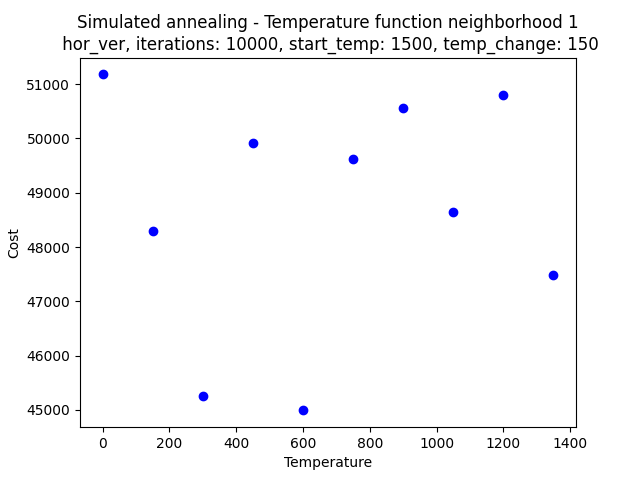 Simulated annealing - Temperature function neighborhood 1
hor_ver, iterations: 10000, start_temp: 1500, temp_change: 150
51000
50000
49000
48000
47000
46000
45000
Cost
0 200 400 600 800 1000 1200 1400
Temperature